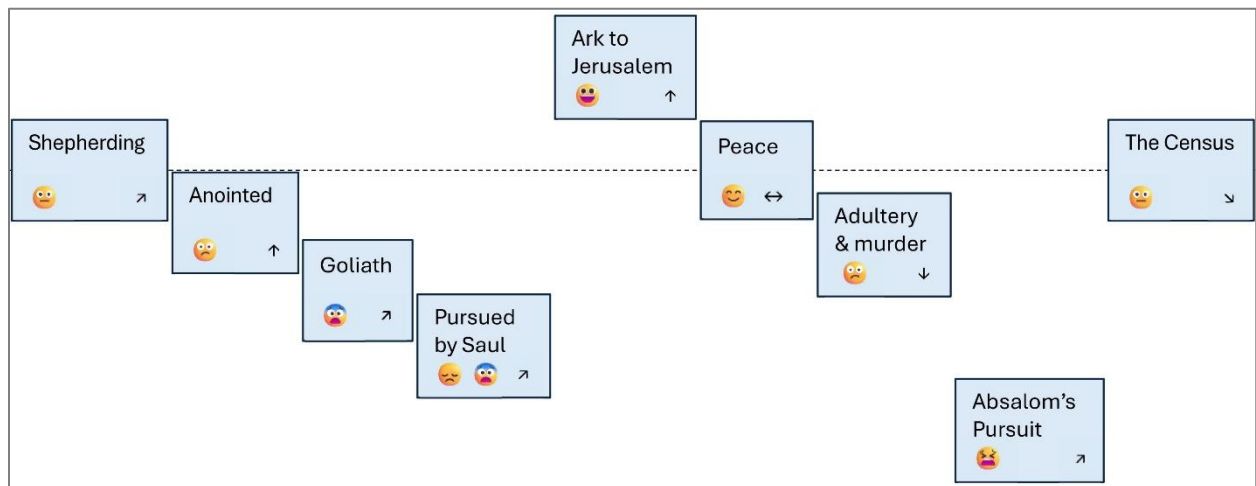 Shepherding
Anointed
Goliath
Pursued
by Saul
Ark to
Jerusalem
Peace
Adultery
& murder
Absalom’s
Pursuit
The Census